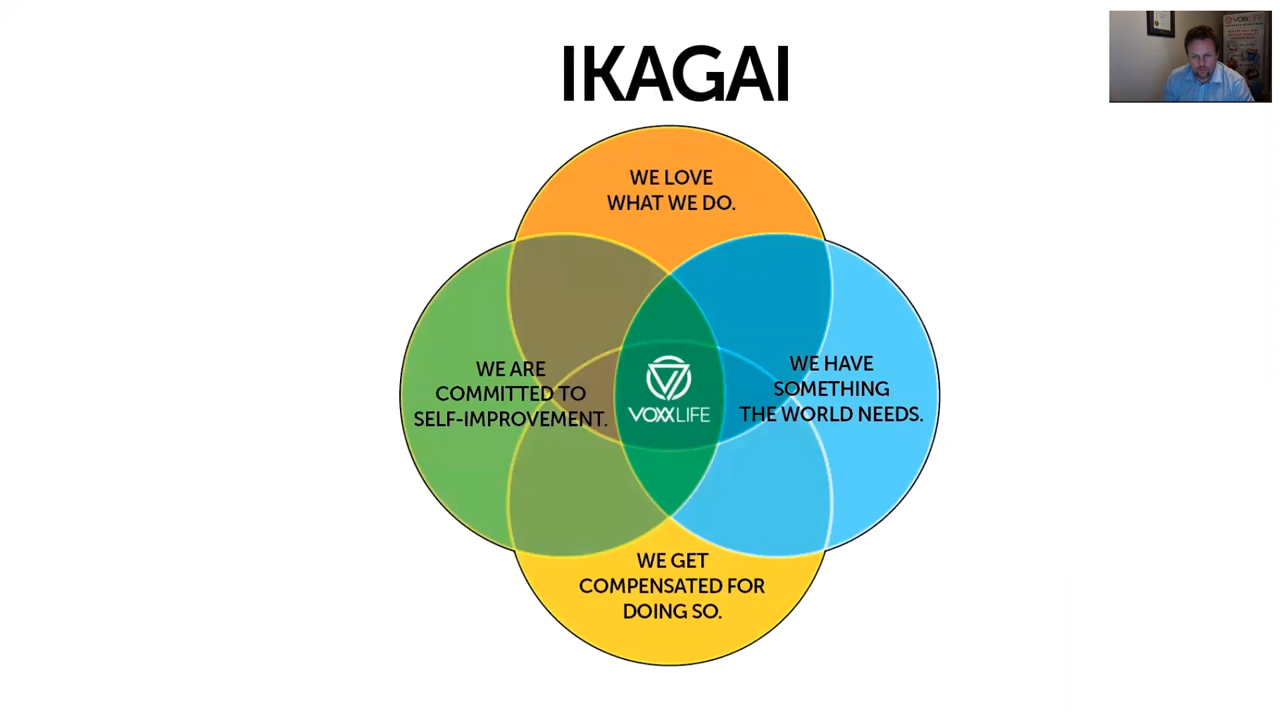 IKAGAI
WE LOVE
WHAT WE DO.
WE ARE
COMMITTED TO
SELF-IMPROVEMENT.
VOXXLIFE
WE HAVE
SOMETHING
THE WORLD NEEDS.
WE GET
COMPENSATED FOR
DOING SO.
VOXXLIFE